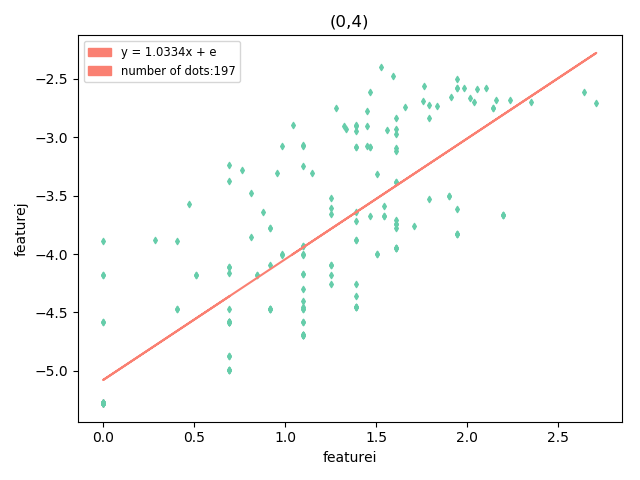 (0,4)
y = 1.0334x + e
number of dots:197
−2.5
−3.0
−3.5
−4.0
−4.5
−5.0
featurej
0.0 0.5 1.0 1.5 2.0 2.5
featurei